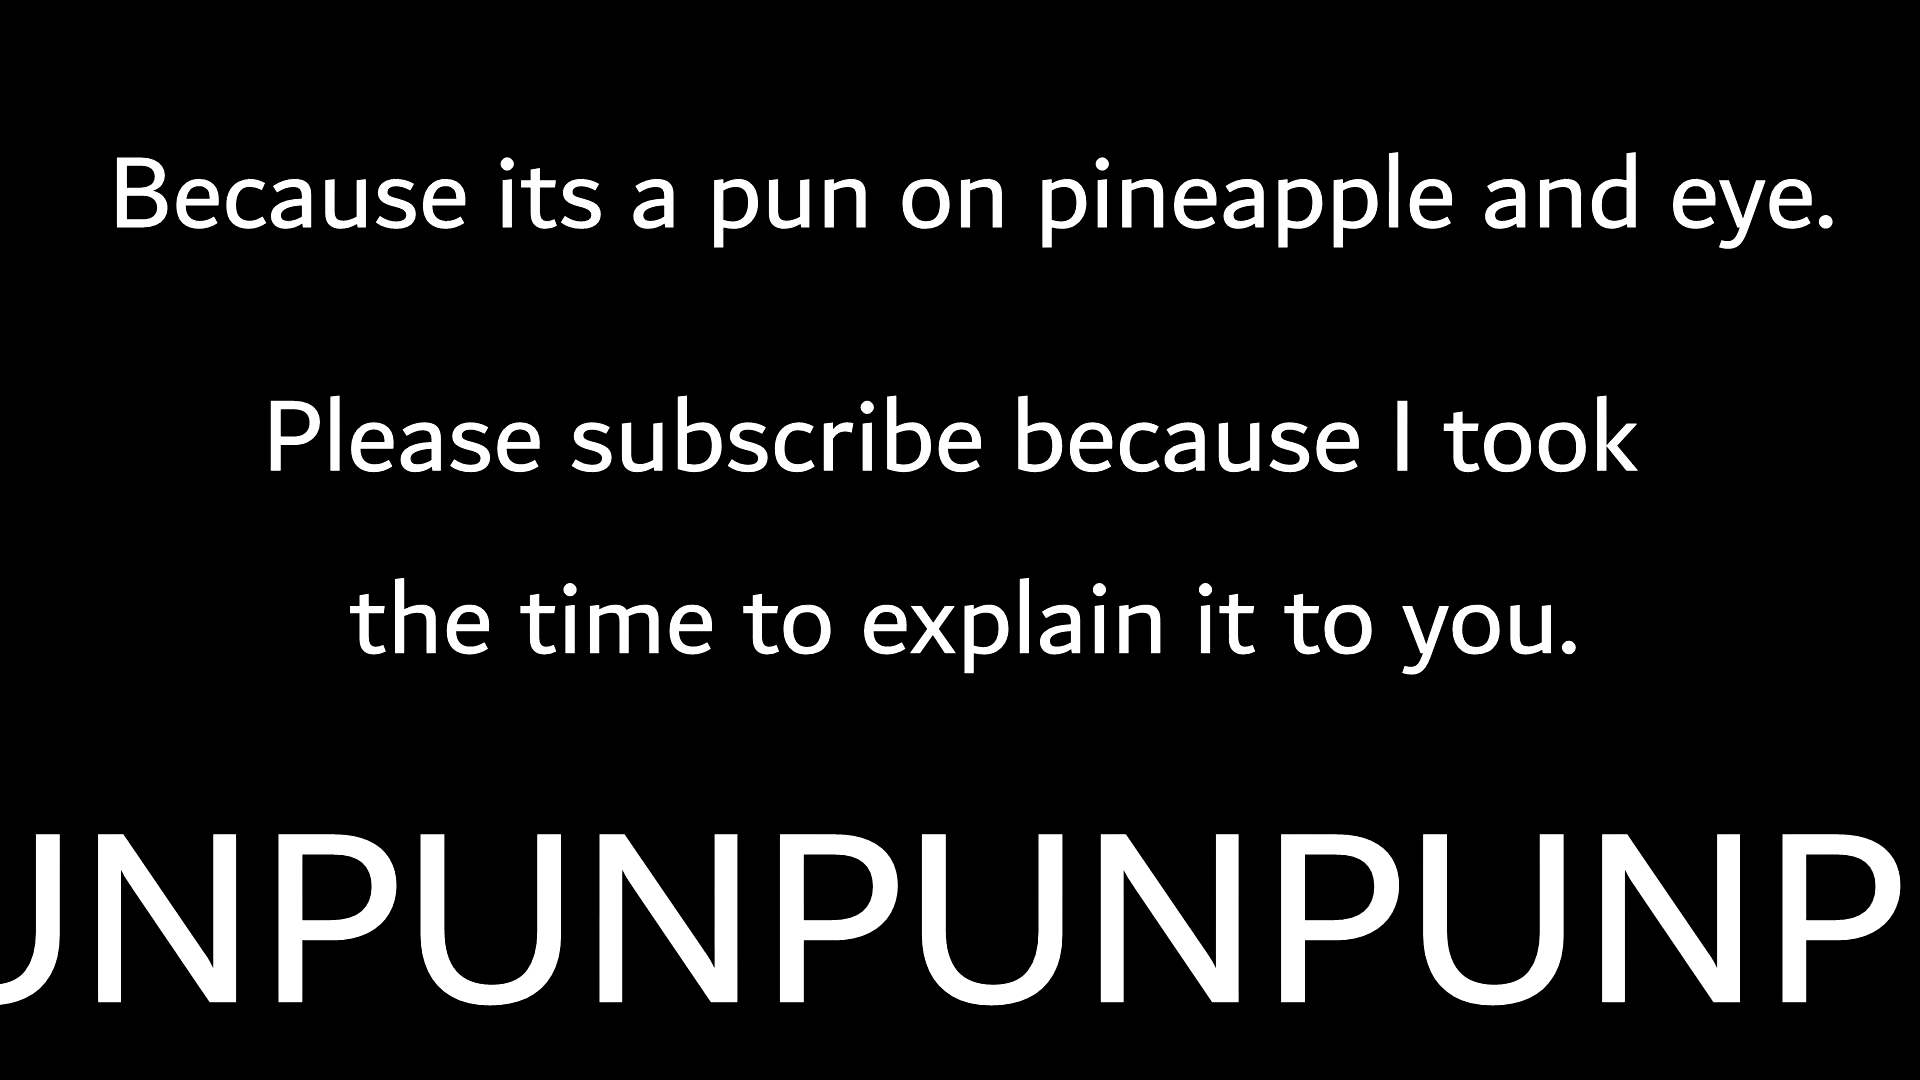 Because its a pun on pineapple and eye.
Please subscribe because I took
the time to explain it to you.
UNPUNPUNPUNP